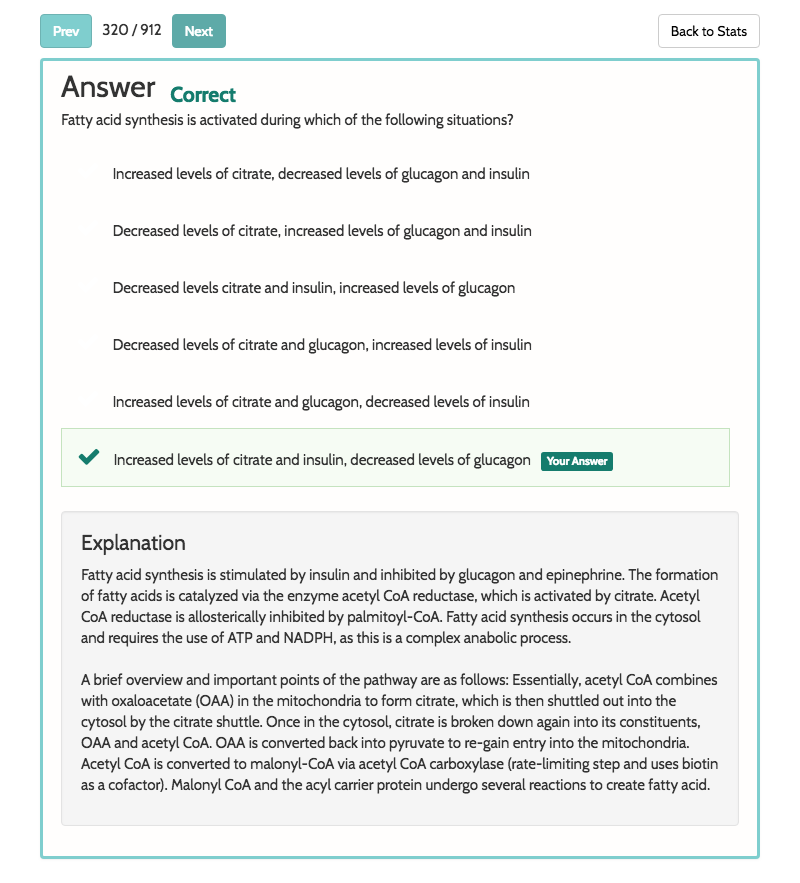 Prev 320 / 912 Next Back to Stats
Answer Correct
Fatty acid synthesis is activated during which of the following situations?
Increased levels of citrate, decreased levels of glucagon and insulin
Decreased levels of citrate, increased levels of glucagon and insulin
Decreased levels citrate and insulin, increased levels of glucagon
Decreased levels of citrate and glucagon, increased levels of insulin
Increased levels of citrate and glucagon, decreased levels of insulin
Increased levels of citrate and insulin, decreased levels of glucagon Your Answer
Explanation
Fatty acid synthesis is stimulated by insulin and inhibited by glucagon and epinephrine. The formation
of fatty acids is catalyzed via the enzyme acetyl CoA reductase, which is activated by citrate. Acetyl
CoA reductase is allosterically inhibited by palmitoyl-CoA. Fatty acid synthesis occurs in the cytosol
and requires the use of ATP and NADPH, as this is a complex anabolic process.
A brief overview and important points of the pathway are as follows: Essentially, acetyl CoA combines
with oxaloacetate (OAA) in the mitochondria to form citrate, which is then shuttled out into the
cytosol by the citrate shuttle. Once in the cytosol, citrate is broken down again into its constituents,
OAA and acetyl CoA. OAA is converted back into pyruvate to re-gain entry into the mitochondria.
Acetyl CoA is converted to malonyl-CoA via acetyl CoA carboxylase (rate-limiting step and uses biotin
as a cofactor). Malonyl CoA and the acyl carrier protein undergo several reactions to create fatty acid.